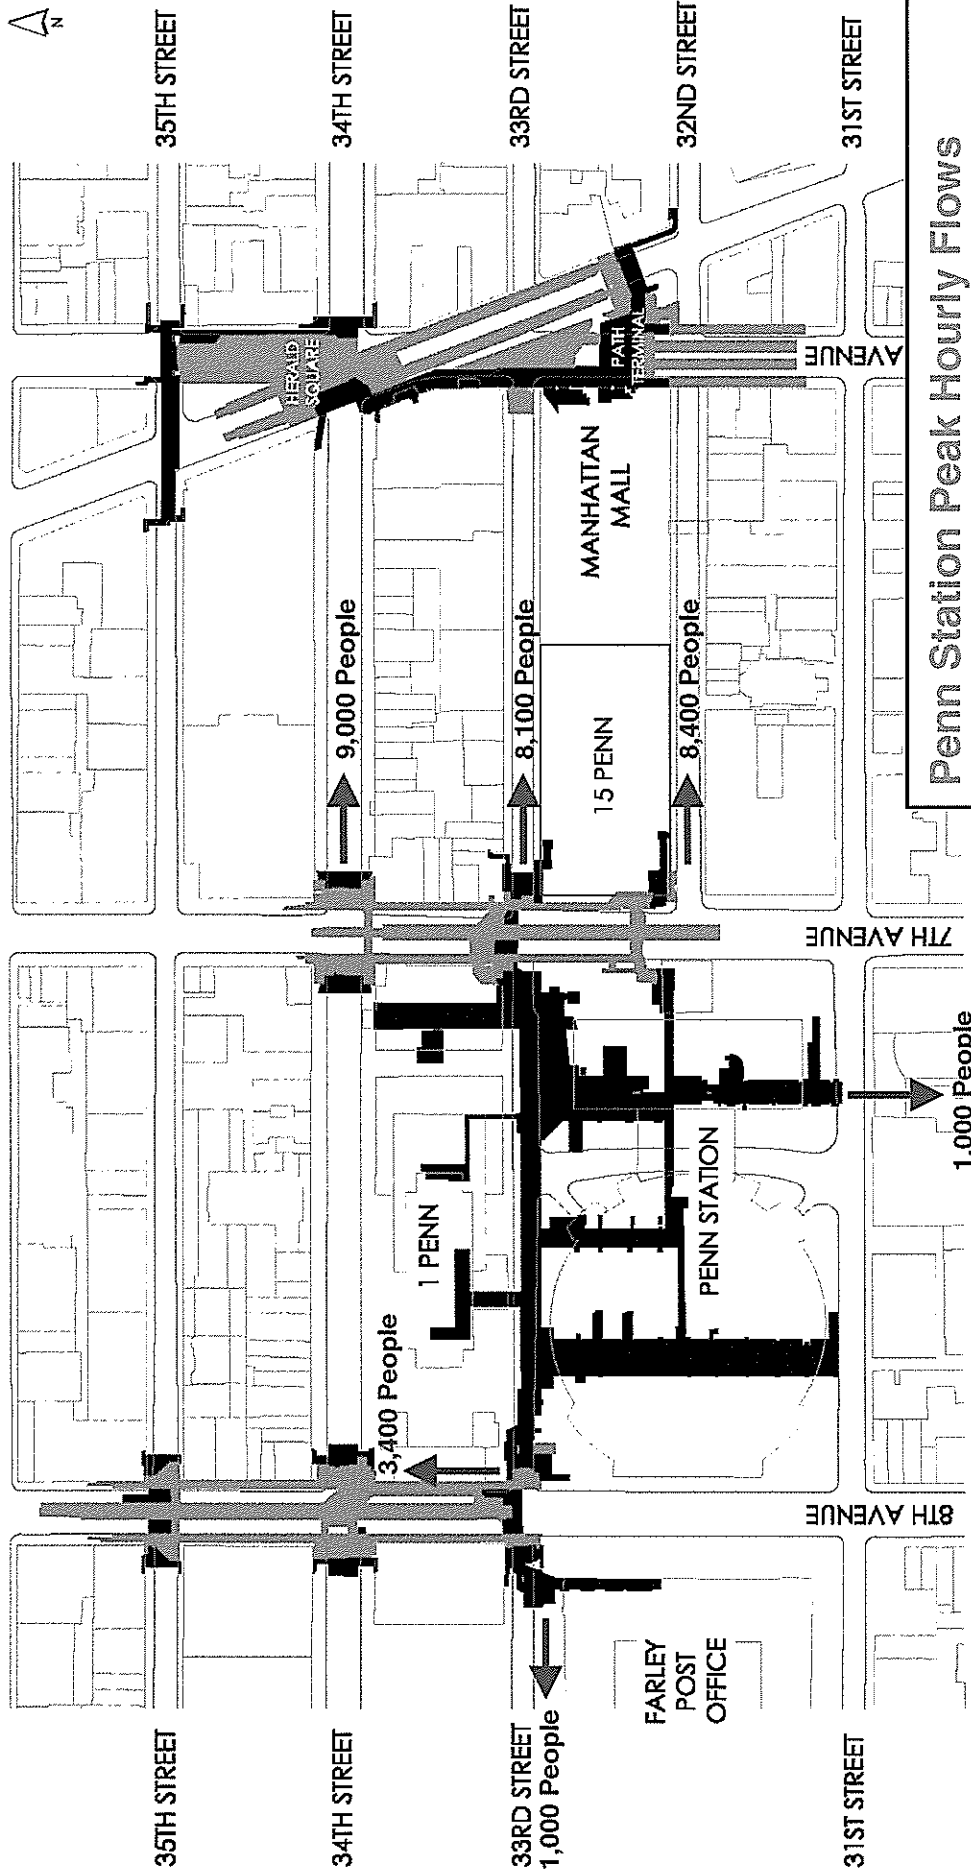 N
35TH STREET
34TH STREET
33RD STREET
32ND STREET
31ST STREET
HERALD
SQUARE
PATH
TERMINAL
AVENUE
MANHATTAN
MALL
9,000 People
8,100 People
8,400 People
15 PENN
7TH AVENUE
1 PENN
PENN STATION
3,400 People
1,000 People
8TH AVENUE
FARLEY
POST
OFFICE
35TH STREET
34TH STREET
33RD STREET
1,000 People
31ST STREET
Penn Station Peak Hourly Flows